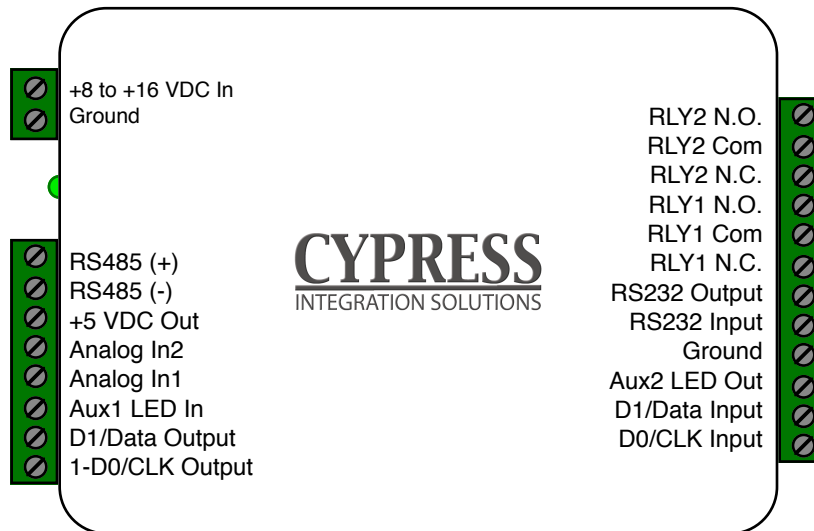 +8 to +16 VDC In
Ground
RS485 (+)
RS485 (-)
+5 VDC Out
Analog In2
Analog In1
Aux1 LED In
D1/Data Output
1-D0/CLK Output
CYPRESS
INTEGRATION SOLUTIONS
RLY2 N.O.
RLY2 Com
RLY2 N.C.
RLY1 N.O.
RLY1 Com
RLY1 N.C.
RS232 Output
RS232 Input
Ground
Aux2 LED Out
D1/Data Input
D0/CLK Input